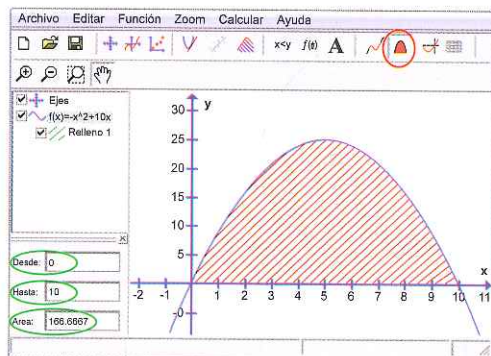 Archivo Editar Función Zoom Calcular Ayuda
x<y f(x) A
Ejes
f(x)=-x^2+10x
Relleno 1
Desde: 0
Hasta: 10
Area: 166.6667
y
30
25
20
15
10
5
x
-2 -1 1 2 3 4 5 6 7 8 9 10 11
-0